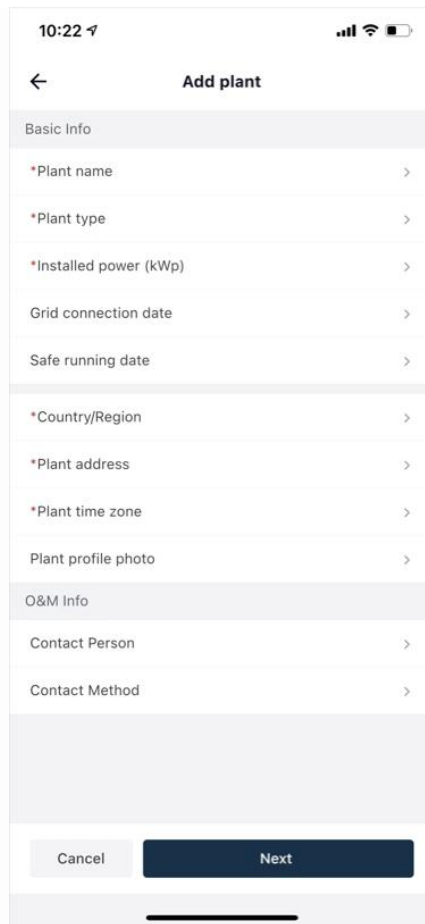 10:22
Add plant
Basic Info
*Plant name
*Plant type
*Installed power (kWp)
Grid connection date
Safe running date
*Country/Region
*Plant address
*Plant time zone
Plant profile photo
O&M Info
Contact Person
Contact Method
Cancel Next